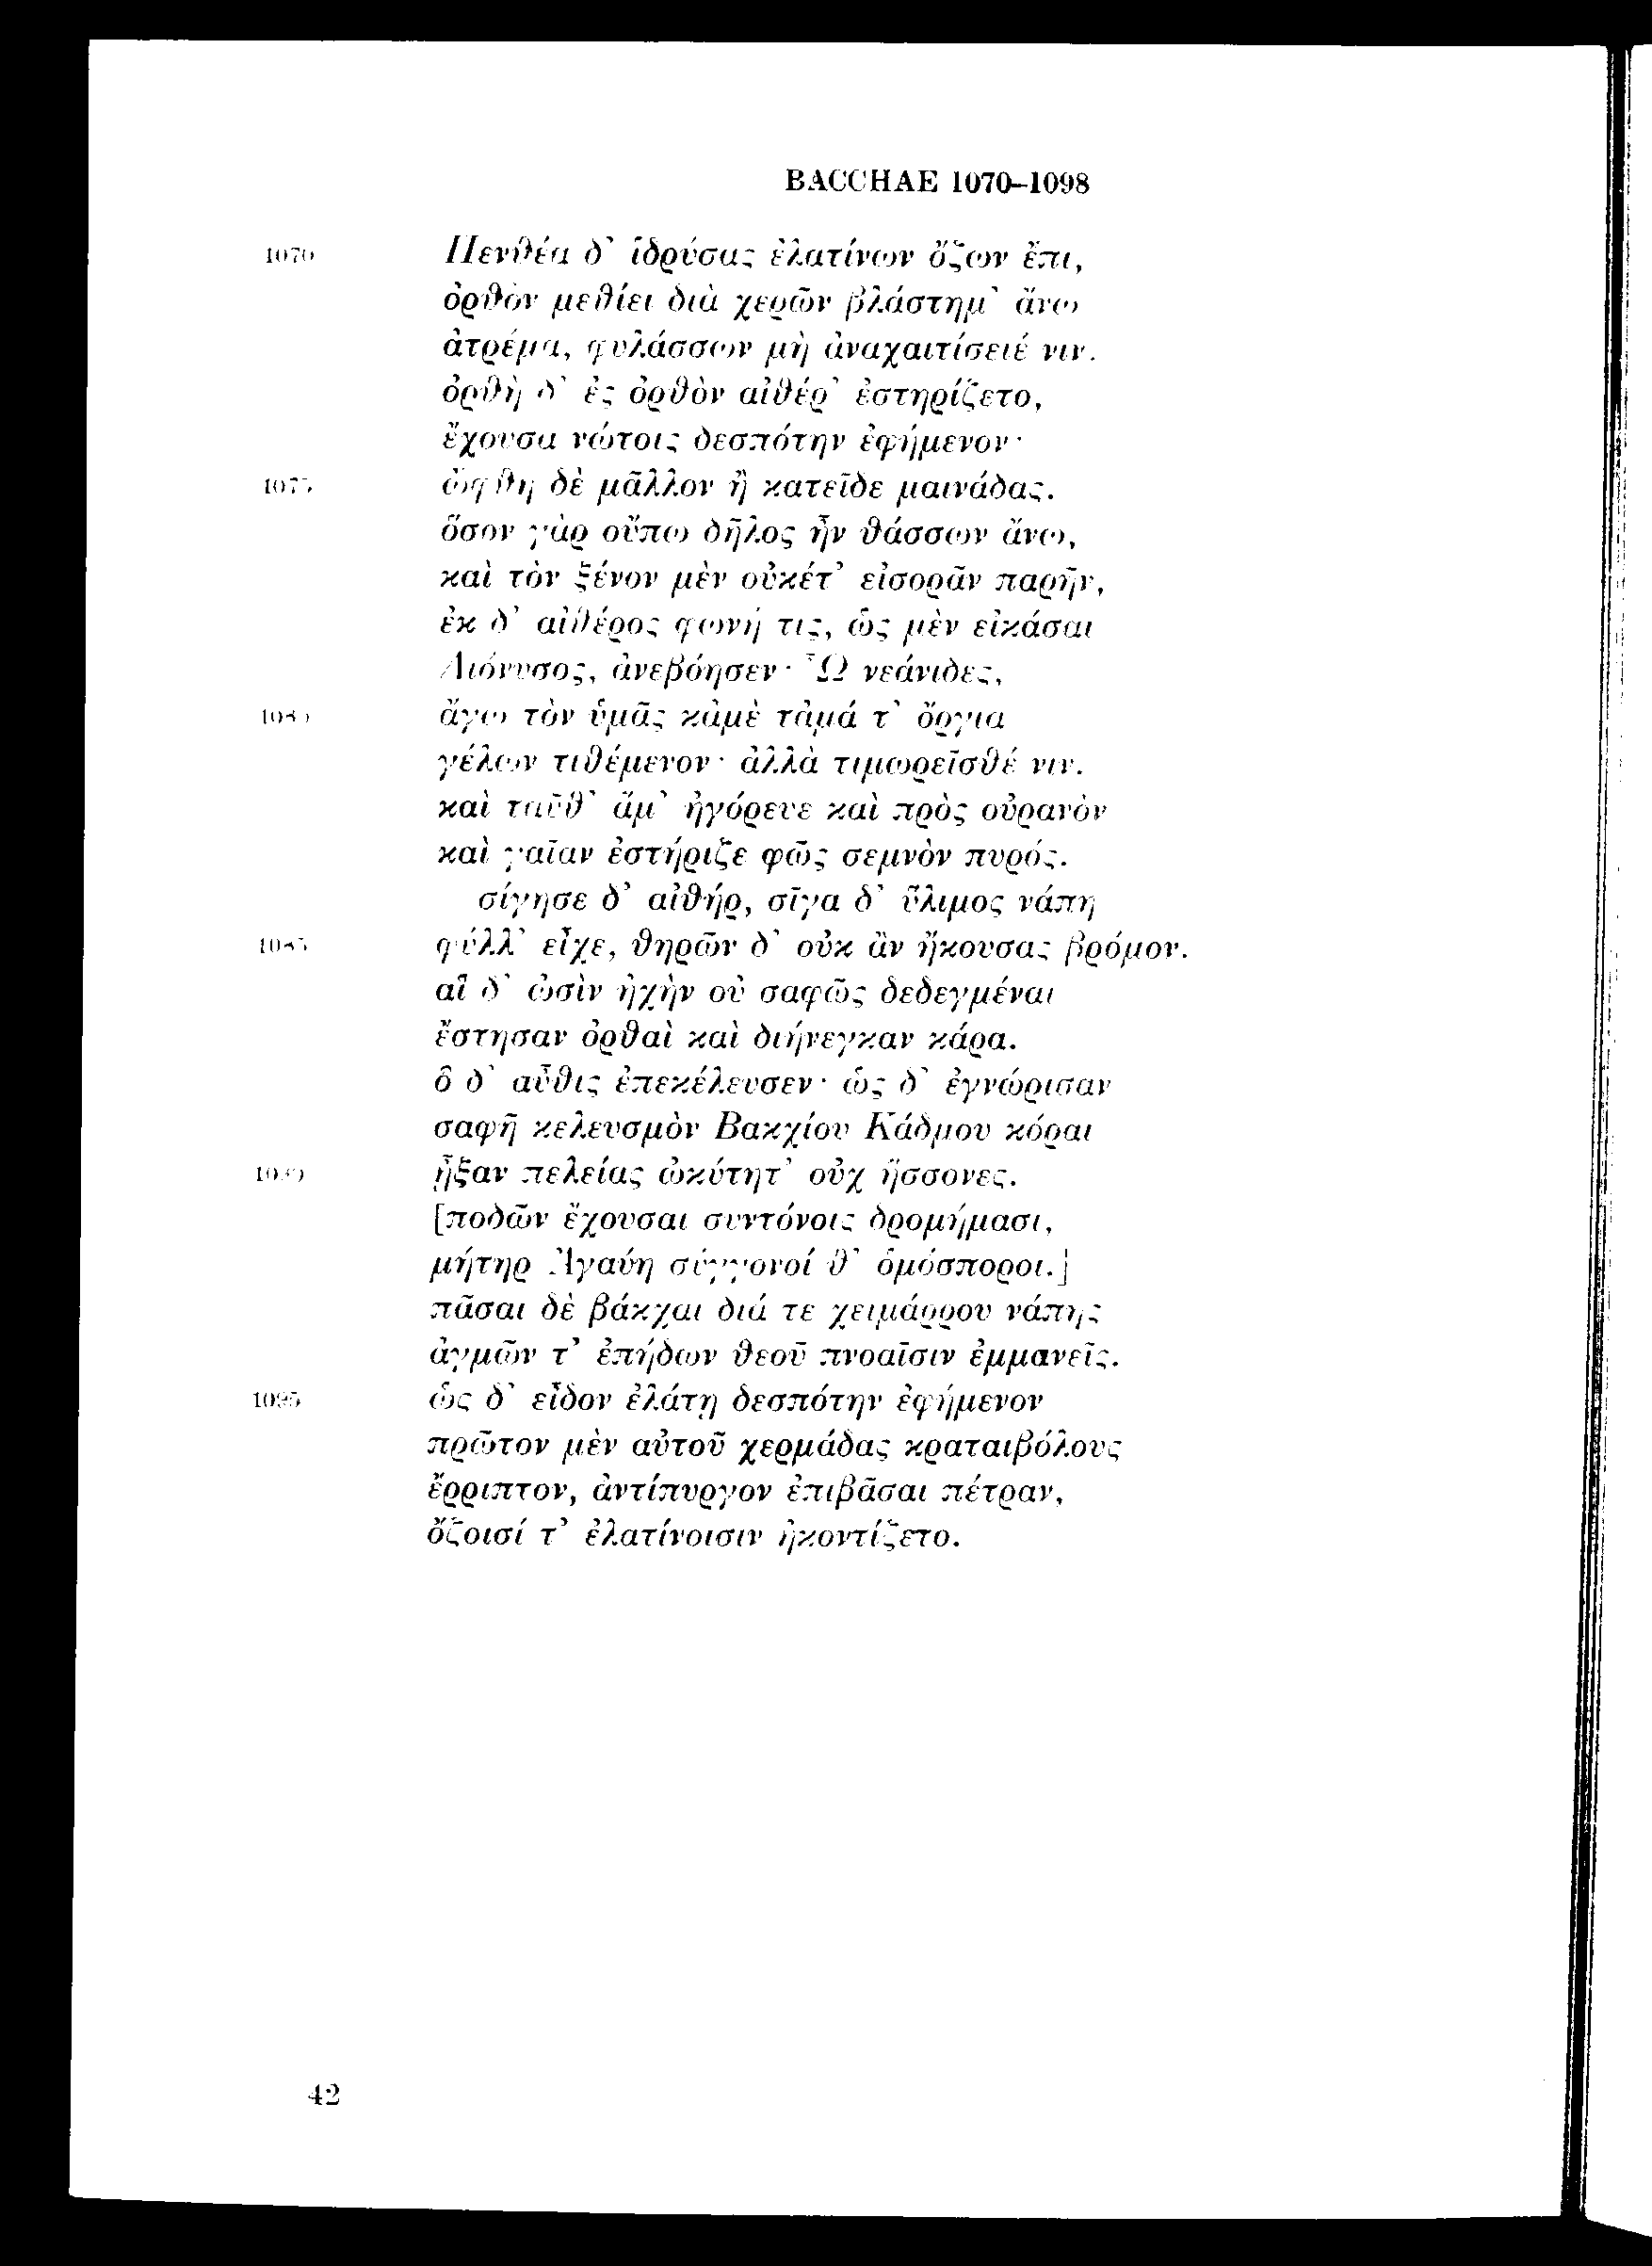 BACCHAE 1070–1098
1070 Πενθέα δ' ἱδρύσας ἐλατίνων ὄζων ἔπι,
ὀρθὸν μεθίει διὰ χερῶν βλάστημ' ἄνω
ἀτρέμα, φυλάσσων μὴ ἀναχαιτίσειέ νιν.
ὀρθὴ δ' ἐς ὀρθὸν αἰθέρ' ἐστηρίζετο,
ἔχουσα νώτοις δεσπότην ἐφήμενον·
1075 ὤφθη δὲ μᾶλλον ἢ κατεῖδε μαινάδας.
ὅσον γὰρ οὔπω δῆλος ἦν θάσσων ἄνω,
καὶ τὸν ξένον μὲν οὐκέτ' εἰσορᾶν παρῆν,
ἐκ δ' αἰθέρος φωνή τις, ὡς μὲν εἰκάσαι
Διόνυσος, ἀνεβόησεν· Ὦ νεάνιδες,
1080 ἄγω τὸν ὑμᾶς κἀμὲ τἀμά τ' ὄργια
γέλων τιθέμενον· ἀλλὰ τιμωρεῖσθέ νιν.
καὶ ταῦθ' ἅμ' ἠγόρευε καὶ πρὸς οὐρανὸν
καὶ γαῖαν ἐστήριζε φῶς σεμνὸν πυρός.
σίγησε δ' αἰθήρ, σῖγα δ' ὕλιμος νάπη
1085 φύλλ' εἶχε, θηρῶν δ' οὐκ ἂν ἤκουσας βρόμον.
αἳ δ' ὠσὶν ἠχὴν οὐ σαφῶς δεδεγμέναι
ἔστησαν ὀρθαὶ καὶ διήνεγκαν κάρα.
ὃ δ' αὖθις ἐπεκέλευσεν· ὡς δ' ἐγνώρισαν
σαφῆ κελευσμὸν Βακχίου Κάδμου κόραι
1090 ᾖξαν πελείας ὠκύτητ' οὐχ ἥσσονες.
[ποδῶν ἔχουσαι συντόνοις δρομήμασι,
μήτηρ Ἀγαύη σύγγονοί θ' ὁμόσποροι.]
πᾶσαι δὲ βάκχαι διά τε χειμάρρου νάπης
ἀγμῶν τ' ἐπήδων θεοῦ πνοαῖσιν ἐμμανεῖς.
1095 ὡς δ' εἶδον ἐλάτῃ δεσπότην ἐφήμενον
πρῶτον μὲν αὐτοῦ χερμάδας κραταιβόλους
ἔρριπτον, ἀντίπυργον ἐπιβᾶσαι πέτραν,
ὄζοισί τ' ἐλατίνοισιν ἠκοντίζετο.
42